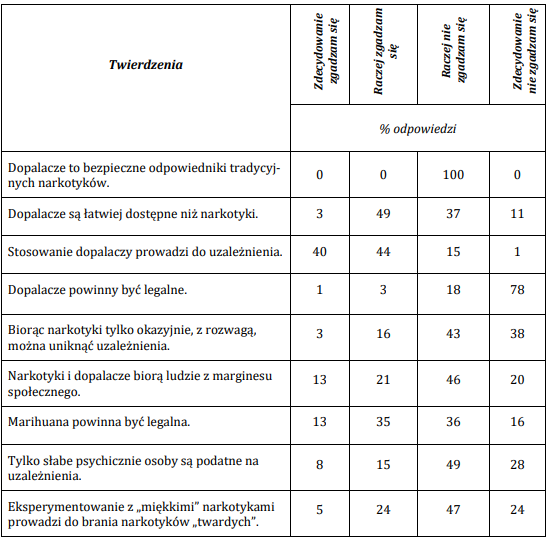 Twierdzenia
Zdecydowanie
zgadzam się
Raczej zgadzam
się
Raczej nie
zgadzam się
Zdecydowanie
nie zgadzam się
% odpowiedzi
Dopalacze to bezpieczne odpowiedniki tradycyj-
nych narkotyków.
0 0 100 0
Dopalacze są łatwiej dostępne niż narkotyki. 3 49 37 11
Stosowanie dopalaczy prowadzi do uzależnienia. 40 44 15 1
Dopalacze powinny być legalne. 1 3 18 78
Biorąc narkotyki tylko okazyjnie, z rozwagą,
można uniknąć uzależnienia.
3 16 43 38
Narkotyki i dopalacze biorą ludzie z marginesu
społecznego.
13 21 46 20
Marihuana powinna być legalna. 13 35 36 16
Tylko słabe psychicznie osoby są podatne na
uzależnienia.
8 15 49 28
Eksperymentowanie z „miękkimi” narkotykami
prowadzi do brania narkotyków „twardych”.
5 24 47 24